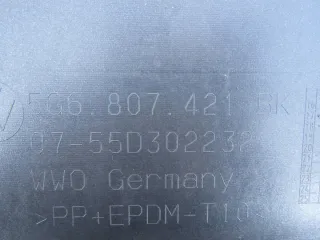 5G6.807.421 BK
07-55D302232
WWO Germany
>PP+EPDM-T10